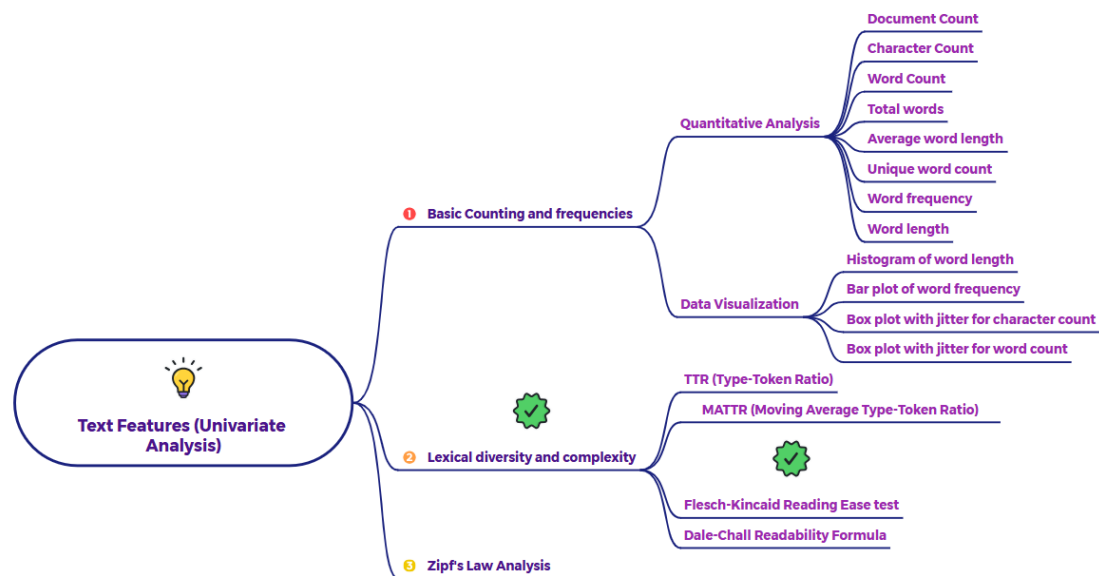 Text Features (Univariate
Analysis)
1 Basic Counting and frequencies
Quantitative Analysis
Document Count
Character Count
Word Count
Total words
Average word length
Unique word count
Word frequency
Word length
Data Visualization
Histogram of word length
Bar plot of word frequency
Box plot with jitter for character count
Box plot with jitter for word count
2 Lexical diversity and complexity
TTR (Type-Token Ratio)
MATTR (Moving Average Type-Token Ratio)
Flesch-Kincaid Reading Ease test
Dale-Chall Readability Formula
3 Zipf's Law Analysis